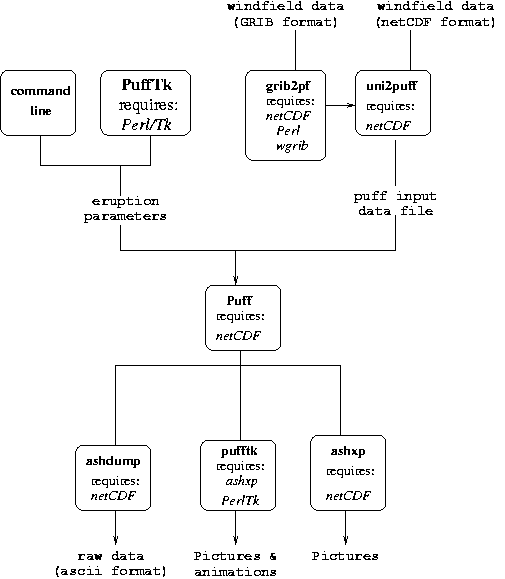 windfield data
(GRIB format)
windfield data
(netCDF format)
command
line
PuffTk
requires:
Perl/Tk
grib2pf
requires:
netCDF
Perl
wgrib
uni2puff
requires:
netCDF
eruption
parameters
puff input
data file
Puff
requires:
netCDF
ashdump
requires:
netCDF
pufftk
requires:
ashxp
PerlTk
ashxp
requires:
netCDF
raw data
(ascii format)
Pictures &
animations
Pictures